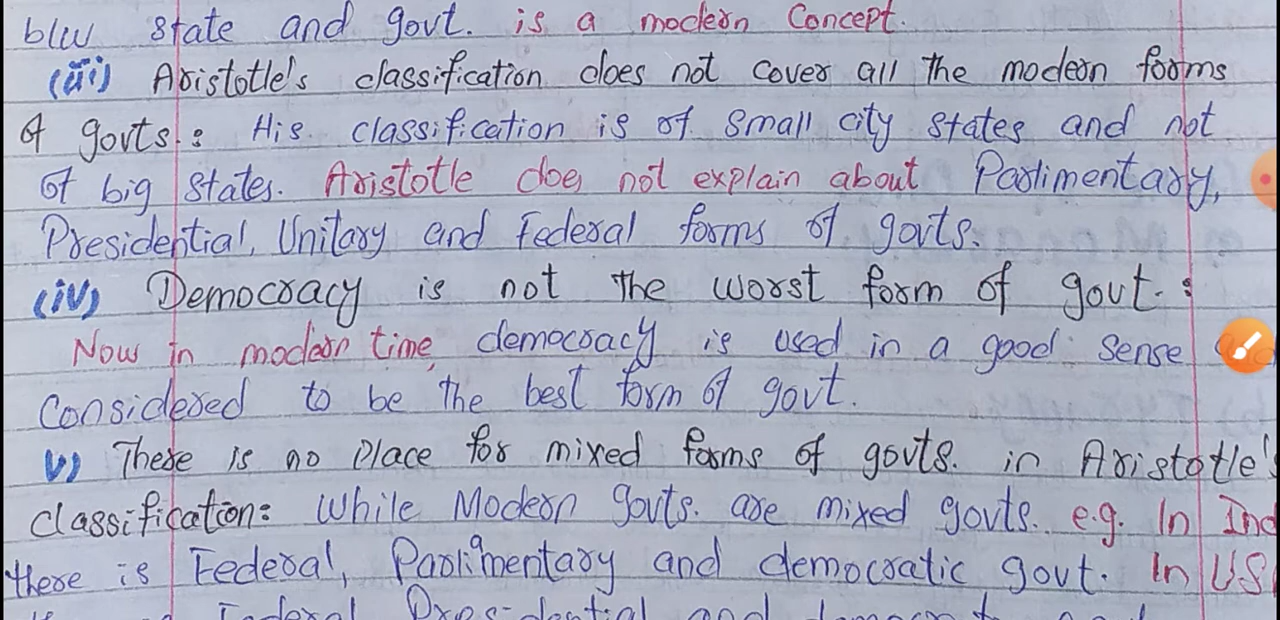 b/w state and govt. is a modern Concept.
(iii) Aristotle's classification does not cover all the modern forms
of govts: His classification is of small city states and not
of big states. Aristotle does not explain about Parlimentary,
Presidential, Unitary and Federal forms of govts.
(iv) Democracy is not the worst form of govt.:
Now in modern time, democracy is used in a good sense
Considered to be the best form of govt.
v) There is no place for mixed forms of govts. in Aristotle's
classification: While Modern govts. are mixed govts. e.g. In Ind
there is Federal, Parliamentary and democratic govt. In US
Federal Presidential and